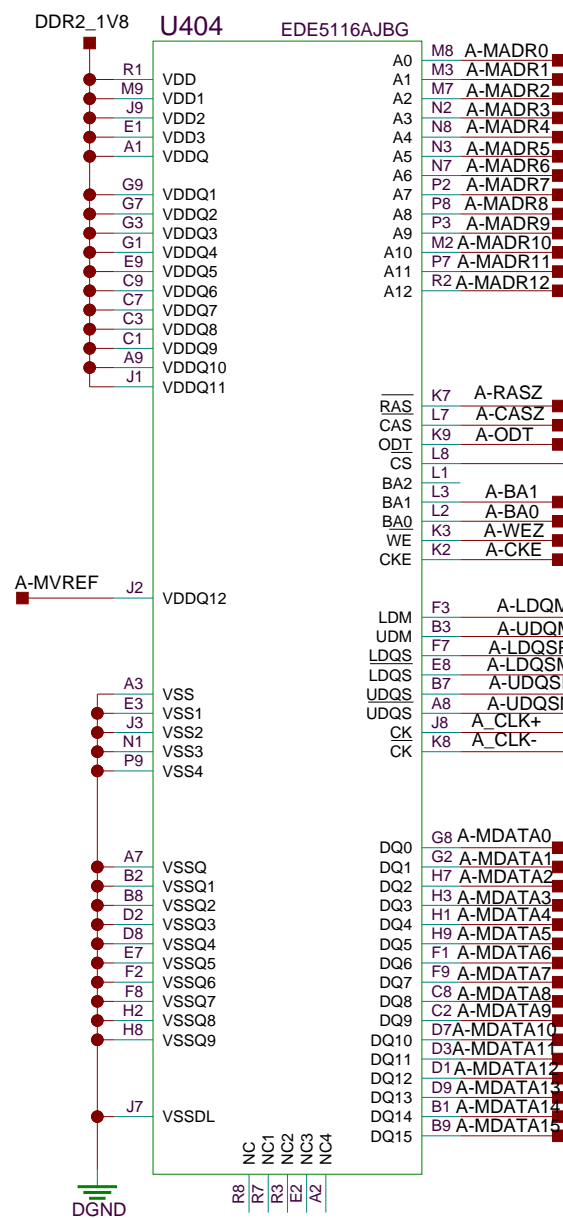 DDR2_1V8
U404
EDE5116AJBG
R1 VDD
M9 VDD1
J9 VDD2
E1 VDD3
A1 VDDQ
G9 VDDQ1
G7 VDDQ2
G3 VDDQ3
G1 VDDQ4
E9 VDDQ5
C9 VDDQ6
C7 VDDQ7
C3 VDDQ8
C1 VDDQ9
A9 VDDQ10
J1 VDDQ11
A-MVREF J2 VDDQ12
A3 VSS
E3 VSS1
J3 VSS2
N1 VSS3
P9 VSS4
A7 VSSQ
B2 VSSQ1
B8 VSSQ2
D2 VSSQ3
D8 VSSQ4
E7 VSSQ5
F2 VSSQ6
F8 VSSQ7
H2 VSSQ8
H8 VSSQ9
J7 VSSDL
DGND
A0 M8 A-MADR0
A1 M3 A-MADR1
A2 M7 A-MADR2
A3 N2 A-MADR3
A4 N8 A-MADR4
A5 N3 A-MADR5
A6 N7 A-MADR6
A7 P2 A-MADR7
A8 P8 A-MADR8
A9 P3 A-MADR9
A10 M2 A-MADR10
A11 P7 A-MADR11
A12 R2 A-MADR12
RAS K7 A-RASZ
CAS L7 A-CASZ
ODT K9 A-ODT
CS L8
BA2 L1
BA1 L3 A-BA1
BA0 L2 A-BA0
WE K3 A-WEZ
CKE K2 A-CKE
LDM F3 A-LDQM
UDM B3 A-UDQM
LDQS F7 A-LDQSP
LDQS E8 A-LDQSM
UDQS B7 A-UDQS
UDQS A8 A-UDQS
CK J8 A_CLK+
CK K8 A_CLK-
DQ0 G8 A-MDATA0
DQ1 G2 A-MDATA1
DQ2 H7 A-MDATA2
DQ3 H3 A-MDATA3
DQ4 H1 A-MDATA4
DQ5 H9 A-MDATA5
DQ6 F1 A-MDATA6
DQ7 F9 A-MDATA7
DQ8 C8 A-MDATA8
DQ9 C2 A-MDATA9
DQ10 D7 A-MDATA10
DQ11 D3 A-MDATA11
DQ12 D1 A-MDATA12
DQ13 D9 A-MDATA13
DQ14 B1 A-MDATA14
DQ15 B9 A-MDATA15
NC R8
NC1 R7
NC2 R3
NC3 E2
NC4 A2